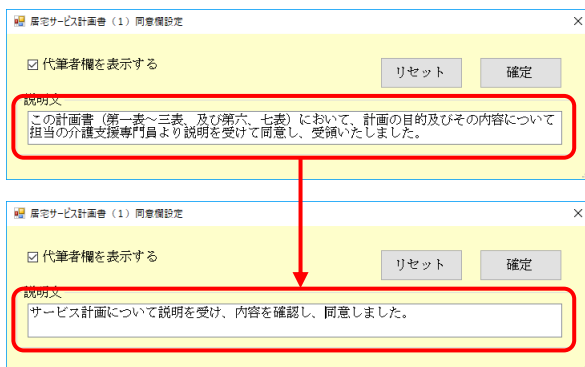 居宅サービス計画書（1）同意欄設定
代筆者欄を表示する
リセット
確定
説明文
この計画書（第一表～三表、及び第六、七表）において、計画の目的及びその内容について
担当の介護支援専門員より説明を受けて同意し、受領いたしました。
居宅サービス計画書（1）同意欄設定
代筆者欄を表示する
リセット
確定
説明文
サービス計画について説明を受け、内容を確認し、同意しました。